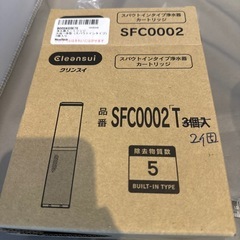 スパウトインタイプ浄水器
カートリッジ
SFC0002
Cleansui
クリンスイ
スパウトインタイプ浄水器
カートリッジ
品番 SFC0002T 3個入
2個
除去物質数
5
BUILT-IN TYPE